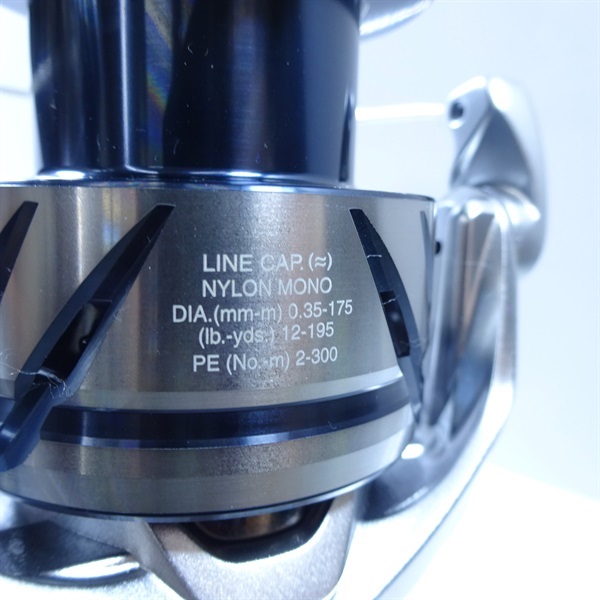 LINE CAP. (≈)
NYLON MONO
DIA.(mm-m) 0.35-175
(lb.-yds.) 12-195
PE (No.-m) 2-300